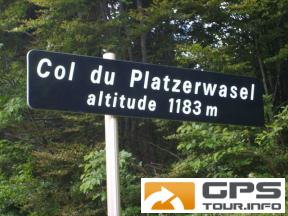 Col du Platzerwasel
altitude 1183 m
GPS
TOUR.INFO